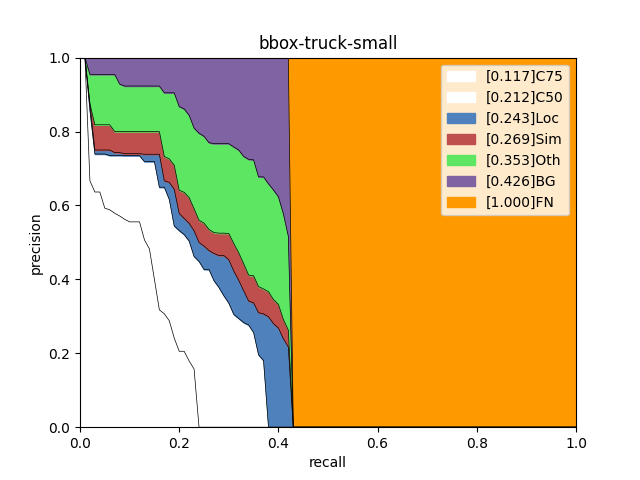 bbox-truck-small
1.0
0.8
0.6
0.4
0.2
0.0
precision
[0.117]C75
[0.212]C50
[0.243]Loc
[0.269]Sim
[0.353]Oth
[0.426]BG
[1.000]FN
0.0 0.2 0.4 0.6 0.8 1.0
recall